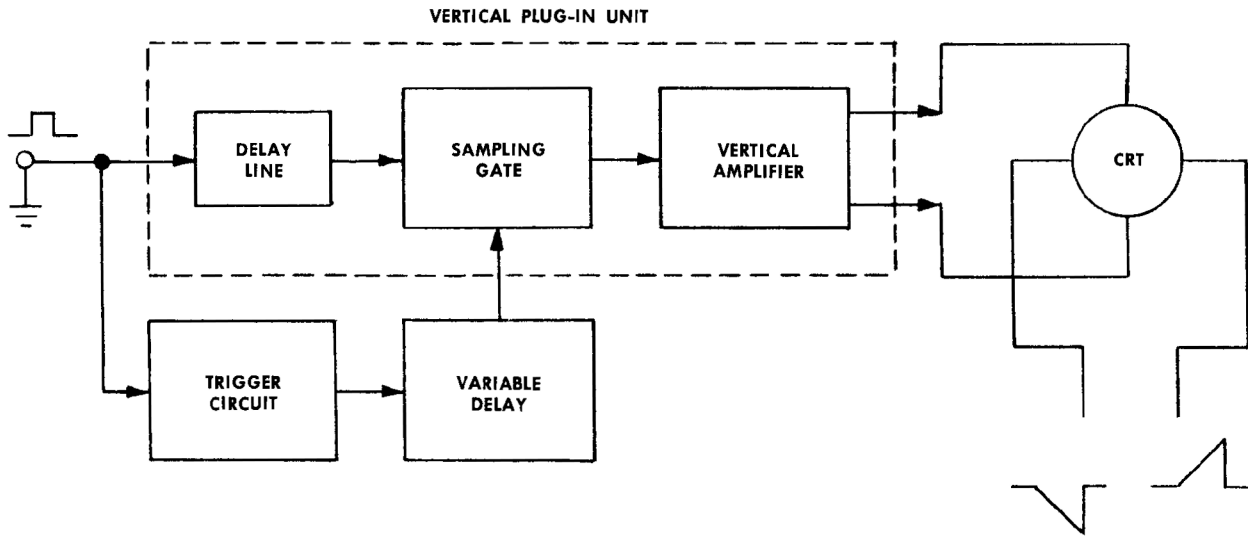 VERTICAL PLUG-IN UNIT
DELAY
LINE
SAMPLING
GATE
VERTICAL
AMPLIFIER
CRT
TRIGGER
CIRCUIT
VARIABLE
DELAY